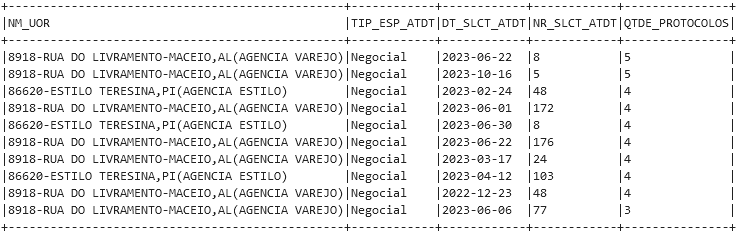 +------------------------------------------------+------------+------------+------------+---------------+
|NM_UOR |TIP_ESP_ATDT|DT_SLCT_ATDT|NR_SLCT_ATDT|QTDE_PROTOCOLOS|
+------------------------------------------------+------------+------------+------------+---------------+
|8918-RUA DO LIVRAMENTO-MACEIO,AL(AGENCIA VAREJO)|Negocial |2023-06-22 |8 |5 |
|8918-RUA DO LIVRAMENTO-MACEIO,AL(AGENCIA VAREJO)|Negocial |2023-10-16 |5 |5 |
|86620-ESTILO TERESINA,PI(AGENCIA ESTILO) |Negocial |2023-02-24 |48 |4 |
|8918-RUA DO LIVRAMENTO-MACEIO,AL(AGENCIA VAREJO)|Negocial |2023-06-01 |172 |4 |
|86620-ESTILO TERESINA,PI(AGENCIA ESTILO) |Negocial |2023-06-30 |8 |4 |
|8918-RUA DO LIVRAMENTO-MACEIO,AL(AGENCIA VAREJO)|Negocial |2023-06-22 |176 |4 |
|8918-RUA DO LIVRAMENTO-MACEIO,AL(AGENCIA VAREJO)|Negocial |2023-03-17 |24 |4 |
|86620-ESTILO TERESINA,PI(AGENCIA ESTILO) |Negocial |2023-04-12 |103 |4 |
|8918-RUA DO LIVRAMENTO-MACEIO,AL(AGENCIA VAREJO)|Negocial |2022-12-23 |48 |4 |
|8918-RUA DO LIVRAMENTO-MACEIO,AL(AGENCIA VAREJO)|Negocial |2023-06-06 |77 |3 |
+------------------------------------------------+------------+------------+------------+---------------+